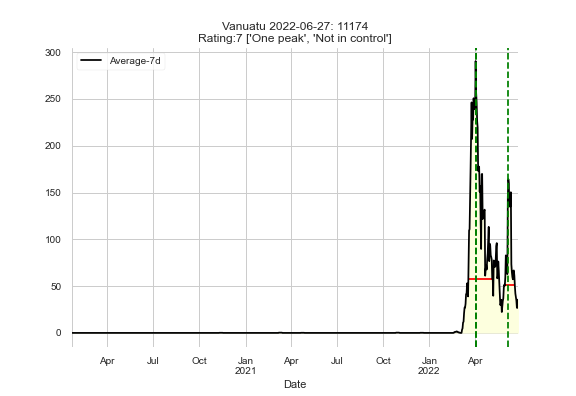 Vanuatu 2022-06-27: 11174
Rating:7 ['One peak', 'Not in control']
Average-7d
300
250
200
150
100
50
0
Apr Jul Oct Jan Apr Jul Oct Jan Apr
2021 2022
Date